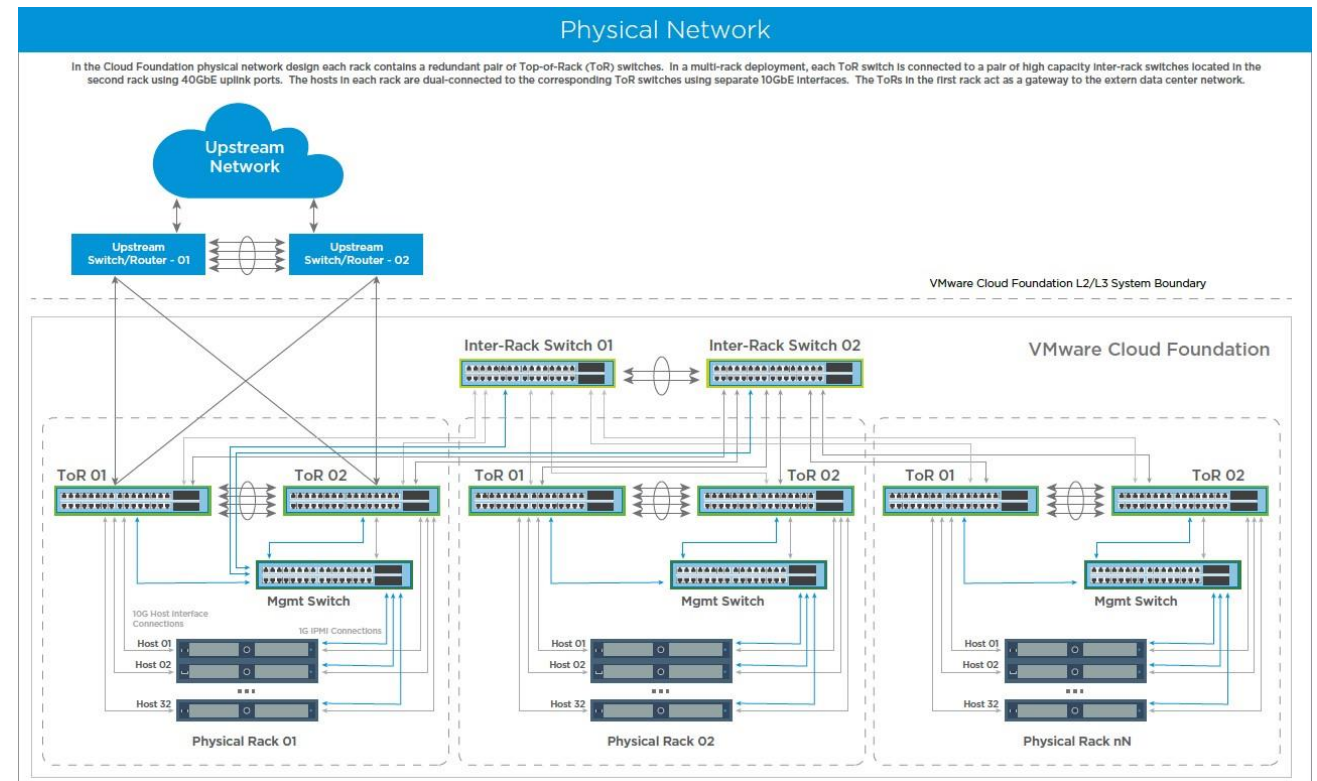 Physical Network
In the Cloud Foundation physical network design each rack contains a redundant pair of Top-of-Rack (ToR) switches. In a multi-rack deployment, each ToR switch is connected to a pair of high capacity inter-rack switches located in the
second rack using 40GbE uplink ports. The hosts in each rack are dual-connected to the corresponding ToR switches using separate 10GbE interfaces. The ToRs in the first rack act as a gateway to the extern data center network.
Upstream
Network
Upstream
Switch/Router - 01
Upstream
Switch/Router - 02
VMware Cloud Foundation L2/L3 System Boundary
Inter-Rack Switch 01
Inter-Rack Switch 02
VMware Cloud Foundation
ToR 01
ToR 02
ToR 01
ToR 02
ToR 01
ToR 02
Mgmt Switch
Mgmt Switch
Mgmt Switch
10G Host Interface
Connections
1G IPMI Connections
Host 01
Host 02
Host 32
Physical Rack 01
Host 01
Host 02
Host 32
Physical Rack 02
Host 01
Host 02
Host 32
Physical Rack nN